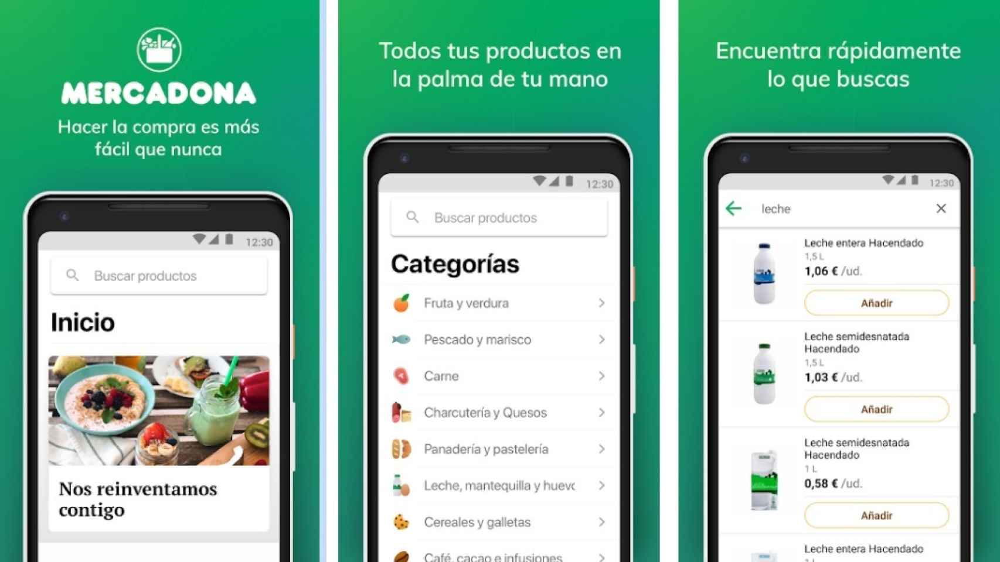 MERCADONA
Hacer la compra es más
fácil que nunca
12:30
Buscar productos
Inicio
Nos reinventamos
contigo
Todos tus productos en
la palma de tu mano
12:30
Buscar productos
Categorías
Fruta y verdura
Pescado y marisco
Carne
Charcutería y Quesos
Panadería y pastelería
Leche, mantequilla y huevo
Cereales y galletas
Café, cacao e infusiones
Encuentra rápidamente
lo que buscas
12:30
leche
Leche entera Hacendado
1,5 L
1,06 € /ud.
Añadir
Leche semidesnatada
Hacendado
1,5 L
1,03 € /ud.
Añadir
Leche semidesnatada
Hacendado
1 L
0,58 € /ud.
Añadir
Leche entera Hacendado
1 L